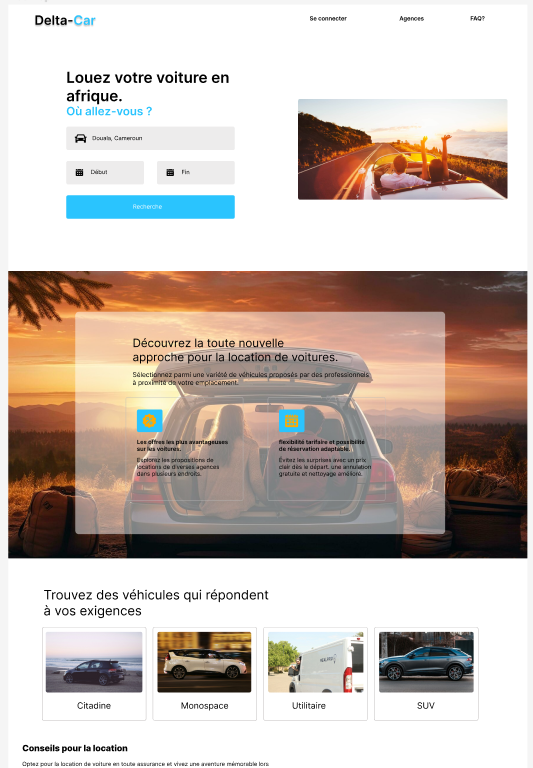 Delta-Car
Se connecter
Agences
FAQ?
Louez votre voiture en
afrique.
Où allez-vous ?
Douala, Cameroun
Début
Fin
Recherche
Découvrez la toute nouvelle
approche pour la location de voitures.
Sélectionnez parmi une variété de véhicules proposés par des professionnels
à proximité de votre emplacement.
Les offres les plus avantageuses
sur les voitures.
Explorez les propositions de
locations de diverses agences
dans plusieurs endroits.
flexibilité tarifaire et possibilité
de réservation adaptable.
Évitez les surprises avec un prix
clair dès le départ, une annulation
gratuite et nettoyage amélioré.
Trouvez des véhicules qui répondent
à vos exigences
Citadine
Monospace
Utilitaire
SUV
Conseils pour la location
Optez pour la location de voiture en toute assurance et vivez une aventure mémorable lors